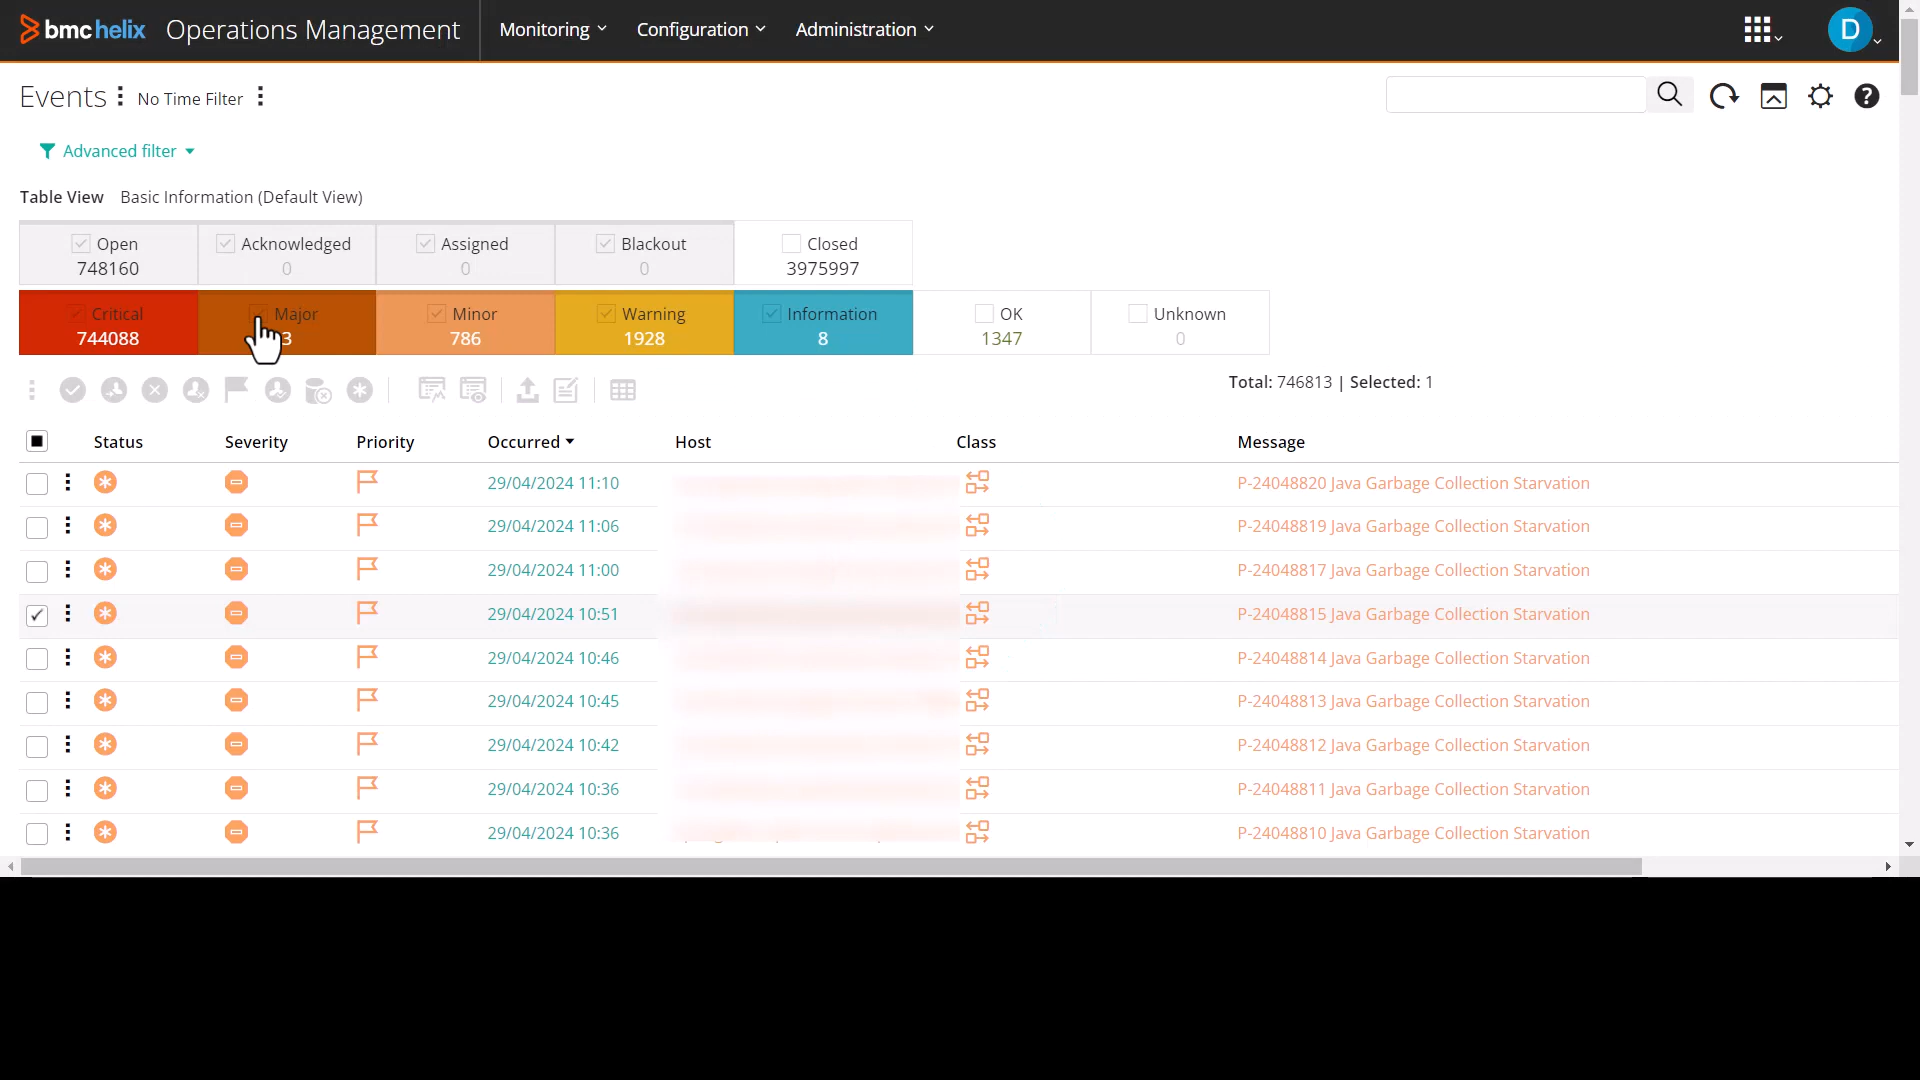 bmc helix Operations Management Monitoring Configuration Administration D
Events No Time Filter
Advanced filter
Table View Basic Information (Default View)
Open Acknowledged Assigned Blackout Closed
748160 0 0 0 3975997
Critical Major Minor Warning Information OK Unknown
744088 786 1928 8 1347 0
Total: 746813 | Selected: 1
Status Severity Priority Occurred Host Class Message
29/04/2024 11:10 P-24048820 Java Garbage Collection Starvation
29/04/2024 11:06 P-24048819 Java Garbage Collection Starvation
29/04/2024 11:00 P-24048817 Java Garbage Collection Starvation
29/04/2024 10:51 P-24048815 Java Garbage Collection Starvation
29/04/2024 10:46 P-24048814 Java Garbage Collection Starvation
29/04/2024 10:45 P-24048813 Java Garbage Collection Starvation
29/04/2024 10:42 P-24048812 Java Garbage Collection Starvation
29/04/2024 10:36 P-24048811 Java Garbage Collection Starvation
29/04/2024 10:36 P-24048810 Java Garbage Collection Starvation